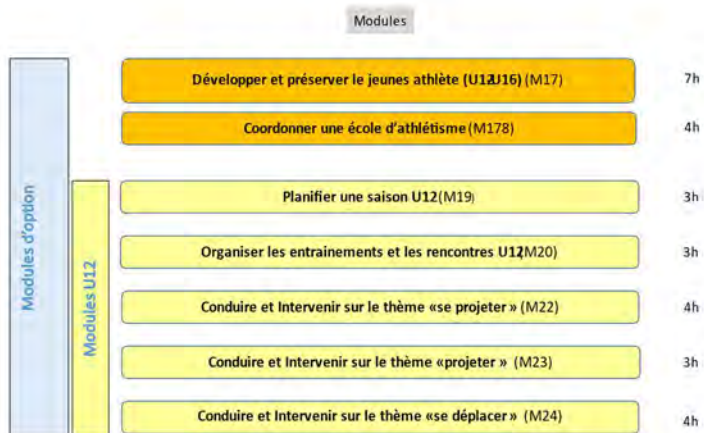 Modules
Développer et préserver le jeunes athlète (U12U16) (M17)
7h
Coordonner une école d'athlétisme (M178)
4h
Modules d'option
Modules U12
Planifier une saison U12 (M19)
3h
Organiser les entrainements et les rencontres U12 (M20)
3h
Conduire et Intervenir sur le thème «se projeter » (M22)
4h
Conduire et Intervenir sur le thème «projeter » (M23)
3h
Conduire et Intervenir sur le thème «se déplacer » (M24)
4h